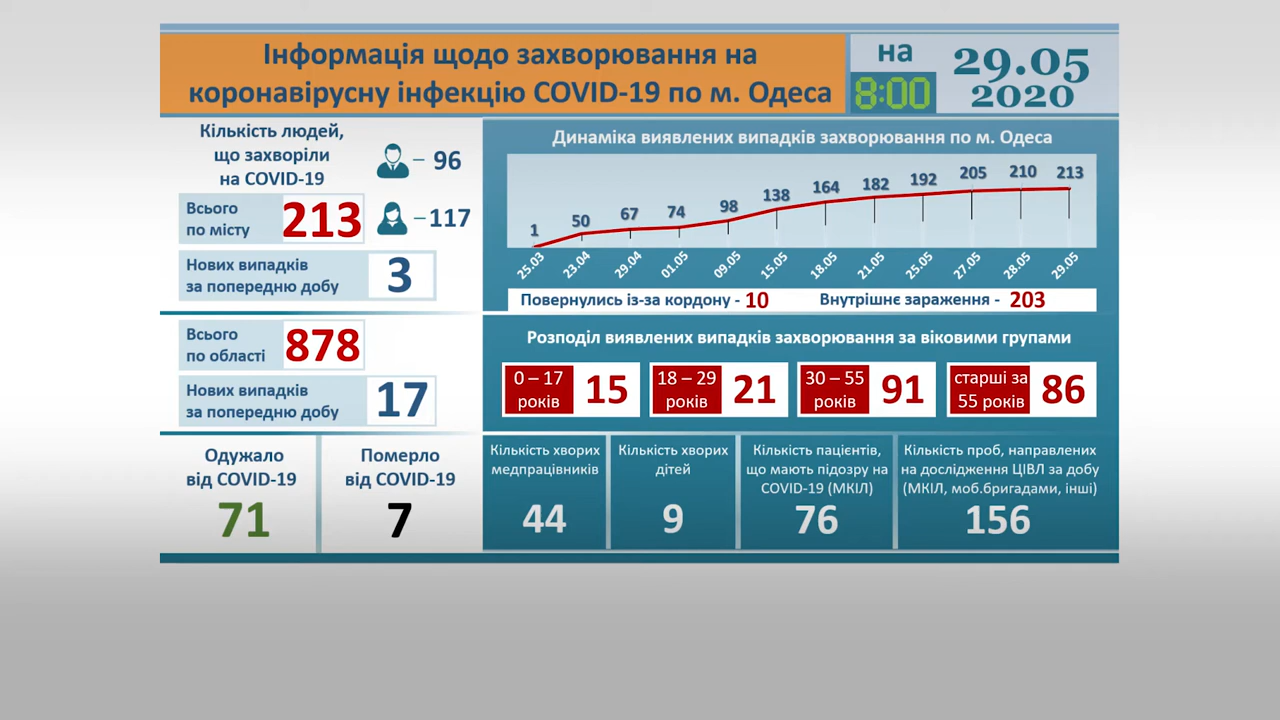 Інформація щодо захворювання на
коронавірусну інфекцію COVID-19 по м. Одеса
на
8:00
29.05
2020
Кількість людей,
що захворіли
на COVID-19
– 96
– 117
Всього
по місту
213
Нових випадків
за попередню добу
3
Динаміка виявлених випадків захворювання по м. Одеса
1 50 67 74 98 138 164 182 192 205 210 213
25.03 23.04 29.04 01.05 09.05 15.05 18.05 21.05 25.05 27.05 28.05 29.05
Повернулись із-за кордону - 10
Внутрішнє зараження - 203
Всього
по області
878
Нових випадків
за попередню добу
17
Розподіл виявлених випадків захворювання за віковими групами
0 – 17
років
15
18 – 29
років
21
30 – 55
років
91
старші за
55 років
86
Одужало
від COVID-19
71
Померло
від COVID-19
7
Кількість хворих
медпрацівників
44
Кількість хворих
дітей
9
Кількість пацієнтів,
що мають підозру на
COVID-19 (МКІЛ)
76
Кількість проб, направлених
на дослідження ЦІВЛ за добу
(МКІЛ, моб.бригадами, інші)
156